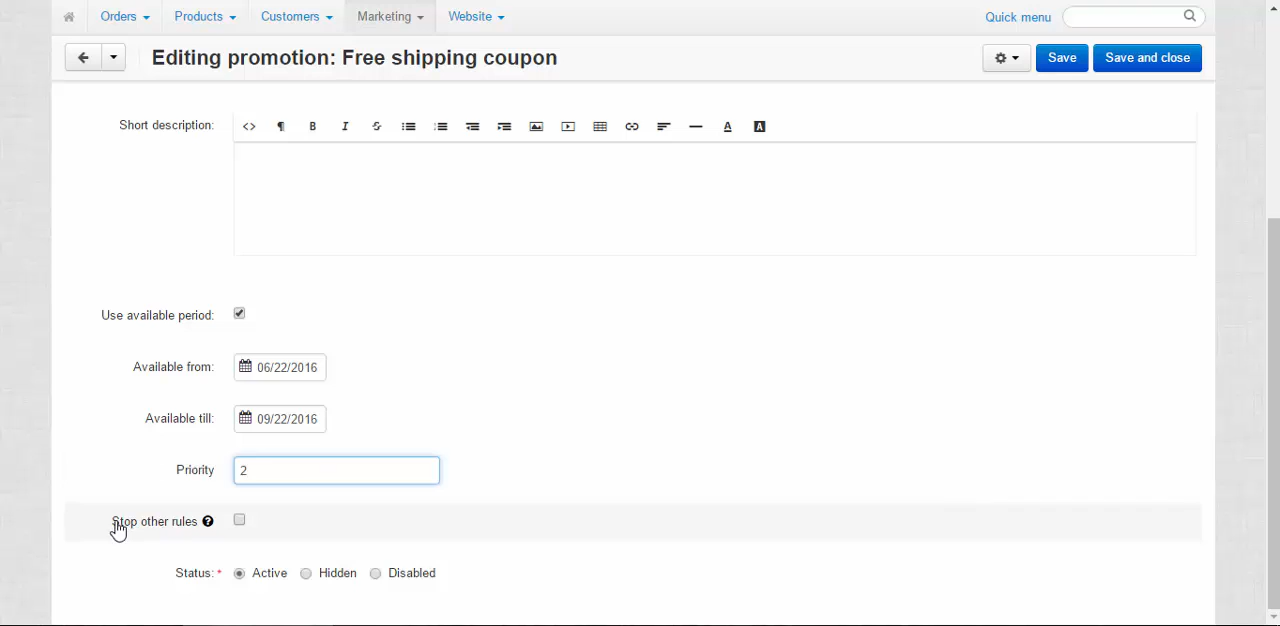 Orders Products Customers Marketing Website Quick menu
Editing promotion: Free shipping coupon Save Save and close
Short description:
Use available period:
Available from: 06/22/2016
Available till: 09/22/2016
Priority 2
Stop other rules ?
Status: * Active Hidden Disabled